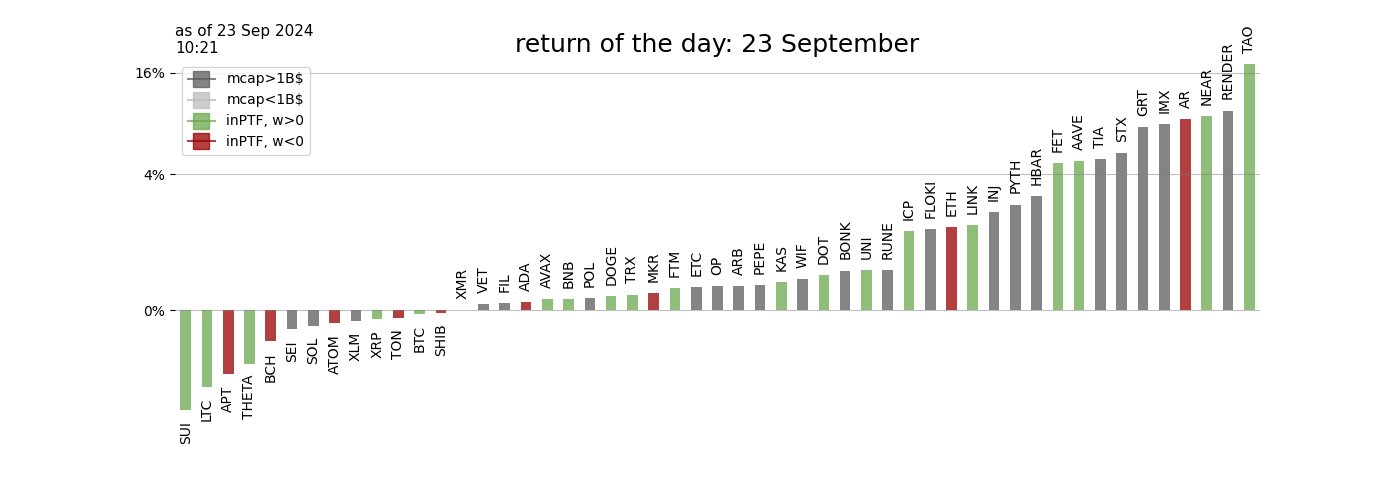 as of 23 Sep 2024
10:21
return of the day: 23 September
mcap>1B$
mcap<1B$
inPTF, w>0
inPTF, w<0
16%
4%
0%
SUI
LTC
APT
THETA
BCH
SEI
SOL
ATOM
XLM
XRP
TON
BTC
SHIB
XMR
VET
FIL
ADA
AVAX
BNB
POL
DOGE
TRX
MKR
FTM
ETC
OP
ARB
PEPE
KAS
WIF
DOT
BONK
UNI
RUNE
ICP
FLOKI
ETH
LINK
INJ
PYTH
HBAR
FET
AAVE
TIA
STX
GRT
IMX
AR
NEAR
RENDER
TAO